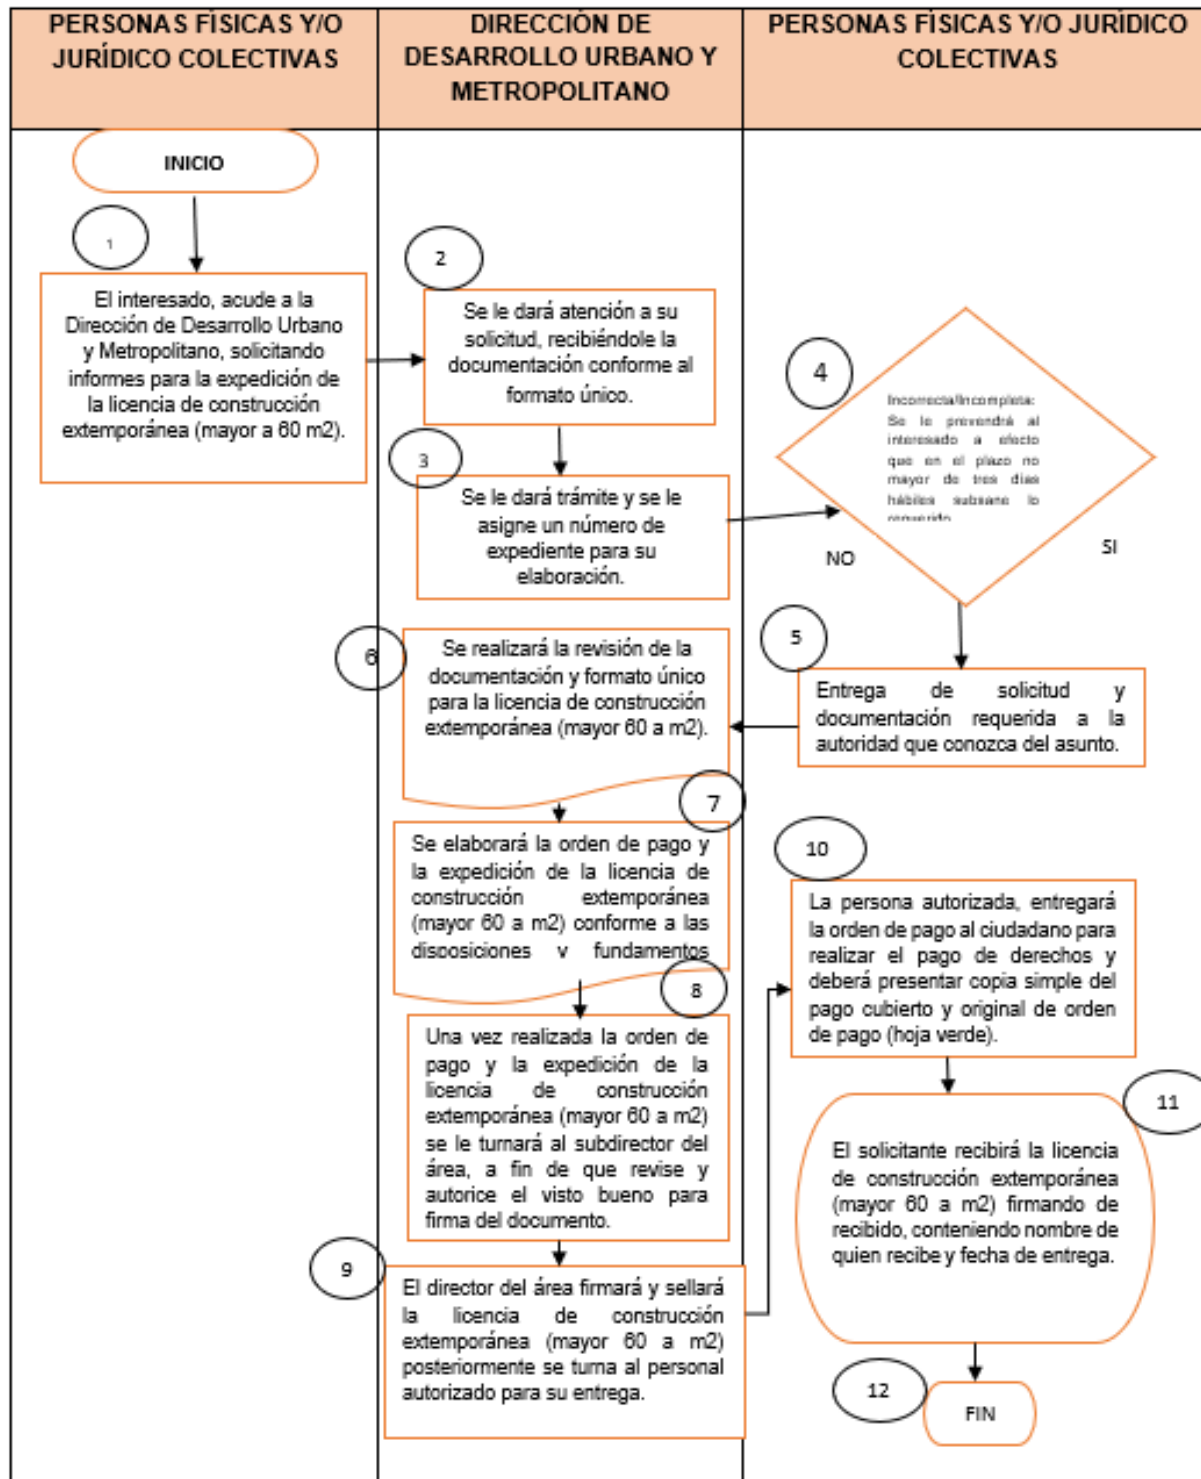 PERSONAS FÍSICAS Y/O
JURÍDICO COLECTIVAS
DIRECCIÓN DE
DESARROLLO URBANO Y
METROPOLITANO
PERSONAS FÍSICAS Y/O JURÍDICO
COLECTIVAS
INICIO
1
El interesado, acude a la
Dirección de Desarrollo Urbano
y Metropolitano, solicitando
informes para la expedición de
la licencia de construcción
extemporánea (mayor a 60 m2).
2
Se le dará atención a su
solicitud, recibiéndole la
documentación conforme al
formato único.
3
Se le dará trámite y se le
asigne un número de
expediente para su
elaboración.
4
Incorrecta/Incompleta:
Se le prevendrá al
interesado a efecto
que en el plazo no
mayor de tres días
hábiles subsane lo
requerido
NO
SI
5
Entrega de solicitud y
documentación requerida a la
autoridad que conozca del asunto.
6
Se realizará la revisión de la
documentación y formato único
para la licencia de construcción
extemporánea (mayor 60 a m2).
7
Se elaborará la orden de pago y
la expedición de la licencia de
construcción extemporánea
(mayor 60 a m2) conforme a las
disposiciones y fundamentos
8
Una vez realizada la orden de
pago y la expedición de la
licencia de construcción
extemporánea (mayor 60 a m2)
se le turnará al subdirector del
área, a fin de que revise y
autorice el visto bueno para
firma del documento.
9
El director del área firmará y sellará
la licencia de construcción
extemporánea (mayor 60 a m2)
posteriormente se turna al personal
autorizado para su entrega.
10
La persona autorizada, entregará
la orden de pago al ciudadano para
realizar el pago de derechos y
deberá presentar copia simple del
pago cubierto y original de orden
de pago (hoja verde).
11
El solicitante recibirá la licencia
de construcción extemporánea
(mayor 60 a m2) firmando de
recibido, conteniendo nombre de
quien recibe y fecha de entrega.
12
FIN